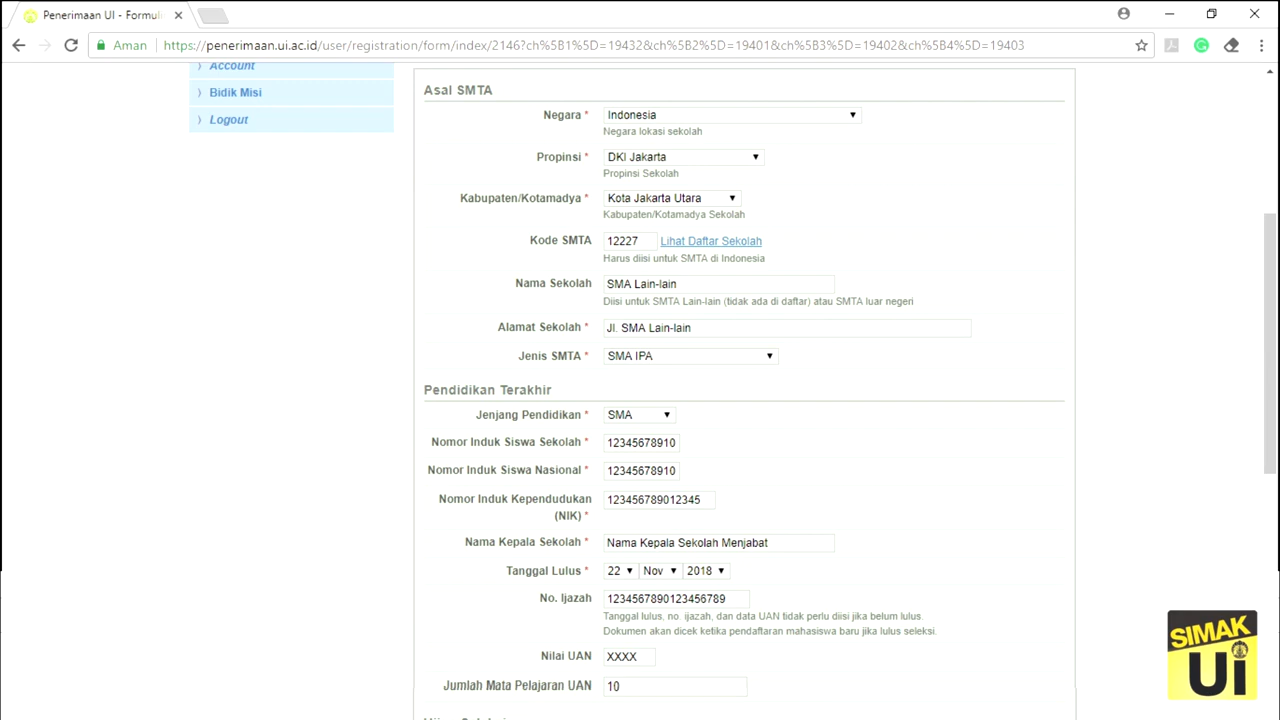 Penerimaan UI - Formuli
Aman
https://penerimaan.ui.ac.id/user/registration/form/index/2146?ch%5B1%5D=19432&ch%5B2%5D=19401&ch%5B3%5D=19402&ch%5B4%5D=19403
Account
Bidik Misi
Logout
Asal SMTA
Negara * Indonesia
Negara lokasi sekolah
Propinsi * DKI Jakarta
Propinsi Sekolah
Kabupaten/Kotamadya * Kota Jakarta Utara
Kabupaten/Kotamadya Sekolah
Kode SMTA 12227 Lihat Daftar Sekolah
Harus diisi untuk SMTA di Indonesia
Nama Sekolah SMA Lain-lain
Diisi untuk SMTA Lain-lain (tidak ada di daftar) atau SMTA luar negeri
Alamat Sekolah * Jl. SMA Lain-lain
Jenis SMTA * SMA IPA
Pendidikan Terakhir
Jenjang Pendidikan * SMA
Nomor Induk Siswa Sekolah * 12345678910
Nomor Induk Siswa Nasional * 12345678910
Nomor Induk Kependudukan 123456789012345
(NIK) *
Nama Kepala Sekolah * Nama Kepala Sekolah Menjabat
Tanggal Lulus * 22 Nov 2018
No. Ijazah 1234567890123456789
Tanggal lulus, no. ijazah, dan data UAN tidak perlu diisi jika belum lulus.
Dokumen akan dicek ketika pendaftaran mahasiswa baru jika lulus seleksi.
Nilai UAN XXXX
Jumlah Mata Pelajaran UAN 10
SIMAK
Ui